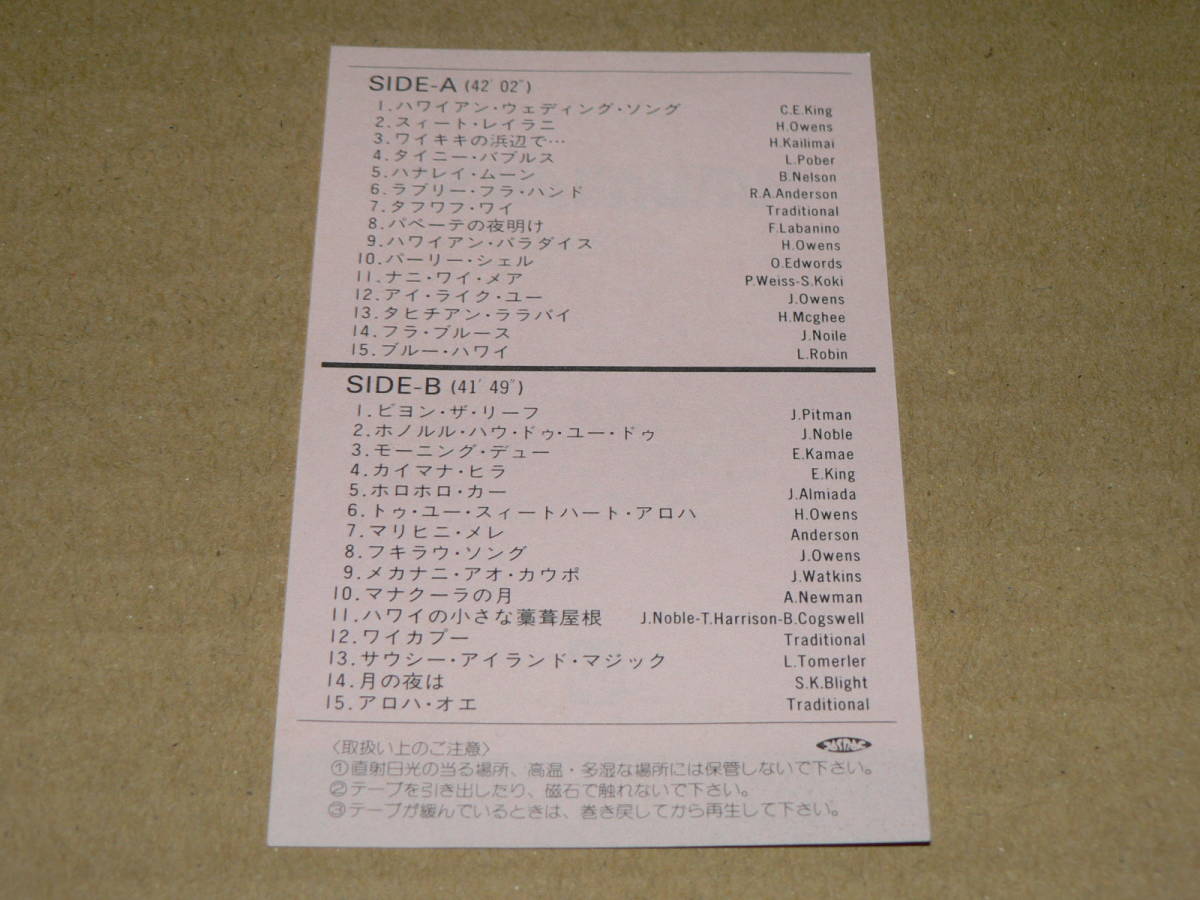 SIDE-A (42′ 02″)
1.ハワイアン・ウェディング・ソング C.E.King
2.スィート・レイラニ H.Owens
3.ワイキキの浜辺で… H.Kailimai
4.タイニー・バブルス L.Pober
5.ハナレイ・ムーン B.Nelson
6.ラブリー・フラ・ハンド R.A.Anderson
7.タフワフ・ワイ Traditional
8.パペーテの夜明け F.Labanino
9.ハワイアン・パラダイス H.Owens
10.パーリー・シェル O.Edwords
11.ナニ・ワイ・メア P.Weiss-S.Koki
12.アイ・ライク・ユー J.Owens
13.タヒチアン・ララバイ H.Mcghee
14.フラ・ブルース J.Noile
15.ブルー・ハワイ L.Robin
SIDE-B (41′ 49″)
1.ビヨン・ザ・リーフ J.Pitman
2.ホノルル・ハウ・ドゥ・ユー・ドゥ J.Noble
3.モーニング・デュー E.Kamae
4.カイマナ・ヒラ E.King
5.ホロホロ・カー J.Almiada
6.トゥ・ユー・スィートハート・アロハ H.Owens
7.マリヒニ・メレ Anderson
8.フキラウ・ソング J.Owens
9.メカナニ・アオ・カウポ J.Watkins
10.マナクーラの月 A.Newman
11.ハワイの小さな藁葺屋根 J.Noble-T.Harrison-B.Cogswell
12.ワイカプー Traditional
13.サウシー・アイランド・マジック L.Tomerler
14.月の夜は S.K.Blight
15.アロハ・オエ Traditional
〈取扱い上のご注意〉
①直射日光の当る場所、高温・多湿な場所には保管しないで下さい。
②テープを引き出したり、磁石で触れないで下さい。
③テープが緩んでいるときは、巻き戻してから再生して下さい。